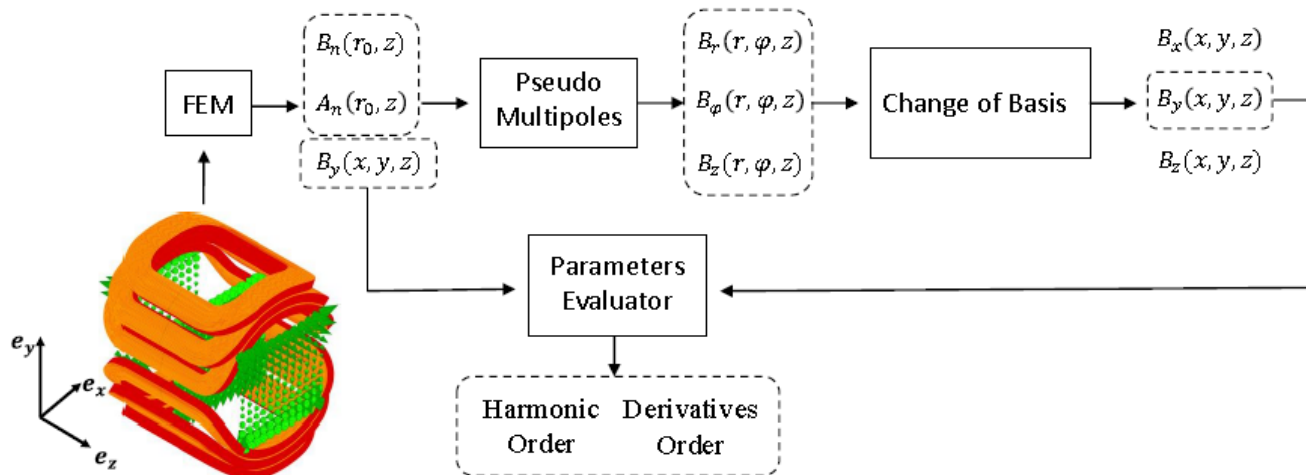 FEM
B_n(r_0, z)
A_n(r_0, z)
B_y(x, y, z)
Pseudo
Multipoles
B_r(r, φ, z)
B_φ(r, φ, z)
B_z(r, φ, z)
Change of Basis
B_x(x, y, z)
B_y(x, y, z)
B_z(x, y, z)
Parameters
Evaluator
Harmonic
Order
Derivatives
Order
e_y
e_x
e_z